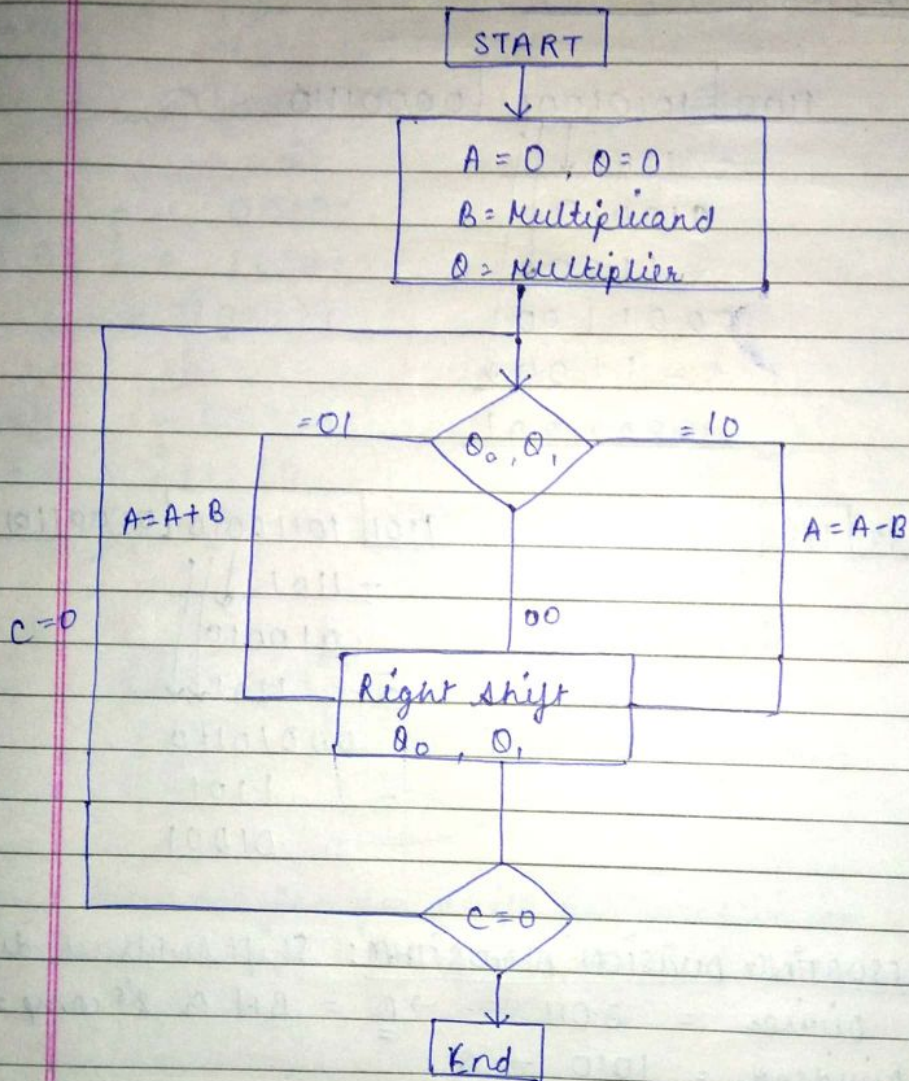 START
A = 0, Q = 0
B = Multiplicand
Q = Multiplier
= 01
Q0, Q1
= 10
A = A + B
A = A - B
C = 0
00
Right Shift
Q0, Q1
C = 0
End